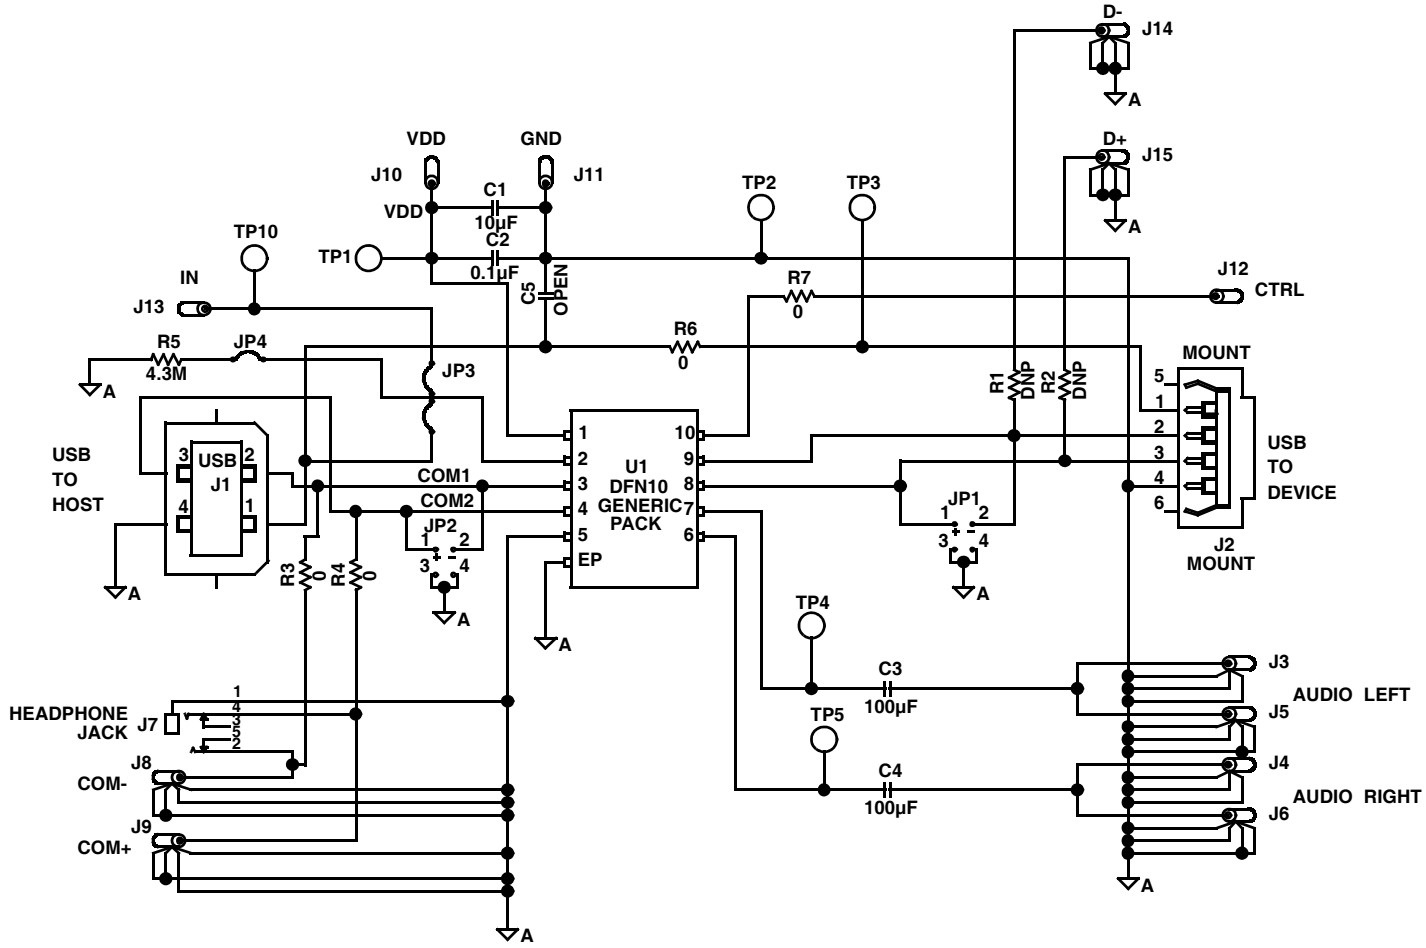 D-
J14
A
D+
J15
A
VDD
GND
J10
J11
C1
VDD
10µF
TP2
TP3
TP10
TP1
C2
0.1µF
C5
OPEN
IN
J13
R7
0
J12
CTRL
R5
4.3M
JP4
A
JP3
R6
0
R1
DNP
R2
DNP
MOUNT
5
1
2
3
4
6
J2
MOUNT
USB
TO
DEVICE
USB
TO
HOST
3
2
USB
J1
4
1
A
COM1
COM2
JP2
1
2
3
4
A
R3
0
R4
0
1
2
3
4
5
EP
U1
DFN10
GENERIC
PACK
10
9
8
7
6
A
JP1
1
2
3
4
A
TP4
C3
100µF
TP5
C4
100µF
J3
AUDIO LEFT
J5
J4
AUDIO RIGHT
J6
A
HEADPHONE
JACK
J7
1
4
3
5
2
J8
COM-
J9
COM+
A